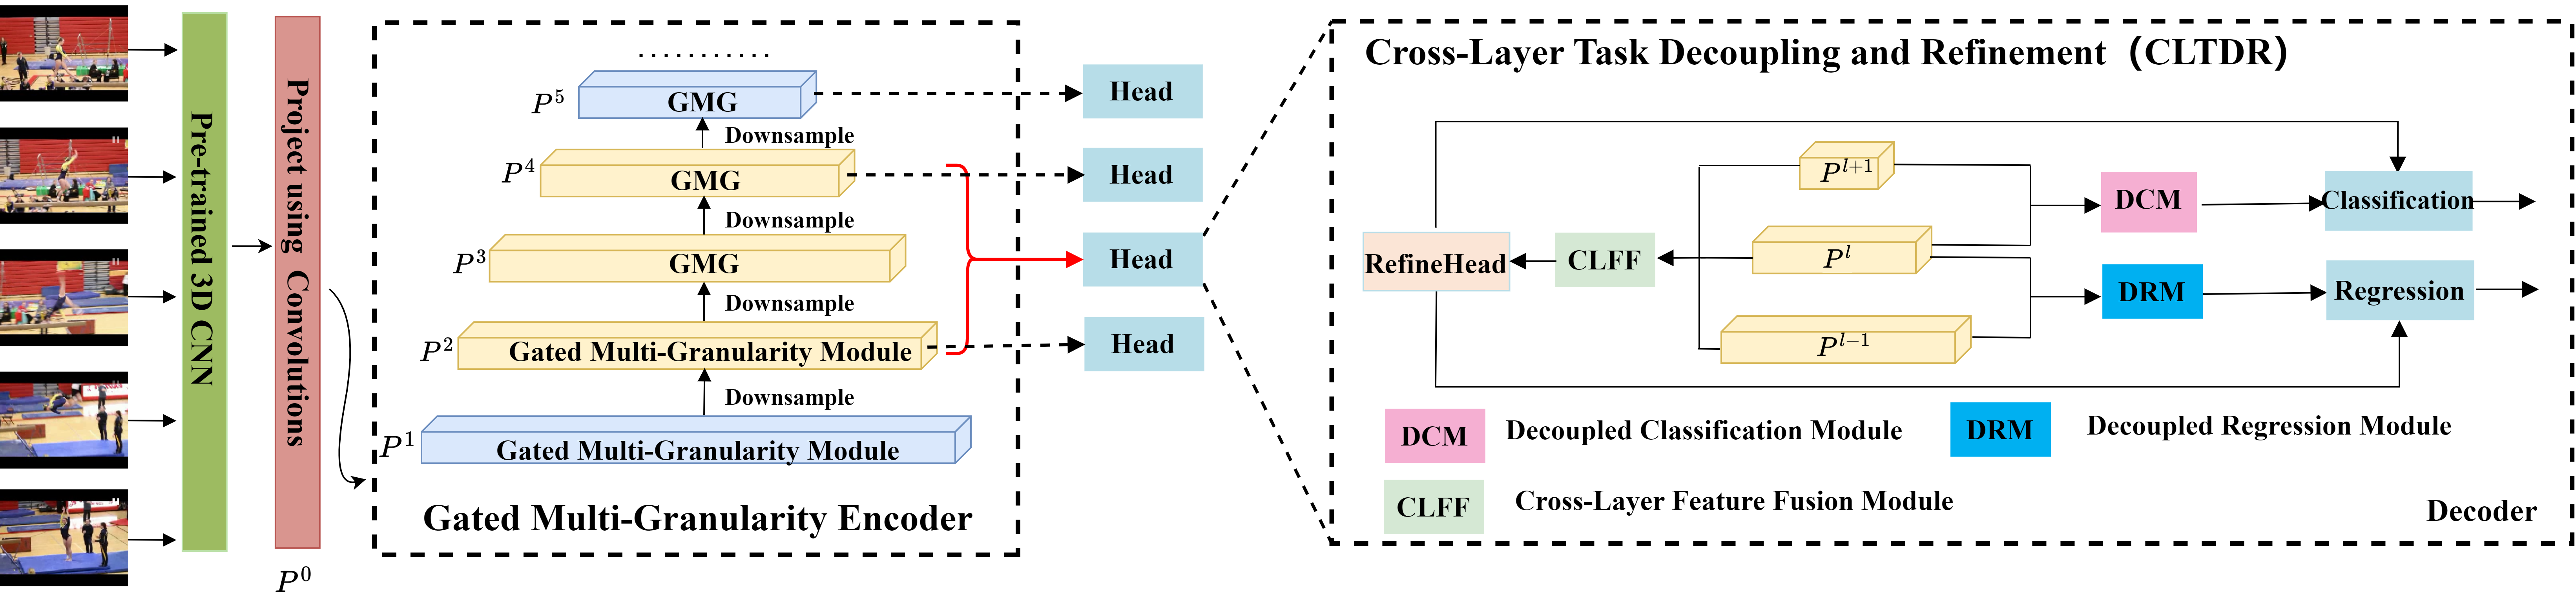 Pre-trained 3D CNN
Project using Convolutions
P^0
...........
P^5
GMG
Downsample
P^4
GMG
Downsample
P^3
GMG
Downsample
P^2
Gated Multi-Granularity Module
Downsample
P^1
Gated Multi-Granularity Module
Gated Multi-Granularity Encoder
Head
Head
Head
Head
Cross-Layer Task Decoupling and Refinement (CLTDR)
RefineHead
CLFF
P^{l+1}
P^l
P^{l-1}
DCM
DRM
Classification
Regression
DCM
Decoupled Classification Module
DRM
Decoupled Regression Module
CLFF
Cross-Layer Feature Fusion Module
Decoder